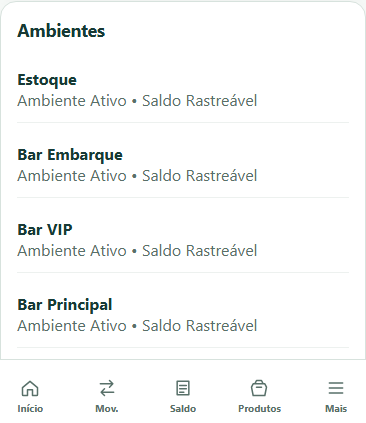 Ambientes
Estoque
Ambiente Ativo • Saldo Rastreável
Bar Embarque
Ambiente Ativo • Saldo Rastreável
Bar VIP
Ambiente Ativo • Saldo Rastreável
Bar Principal
Ambiente Ativo • Saldo Rastreável
Início Mov. Saldo Produtos Mais